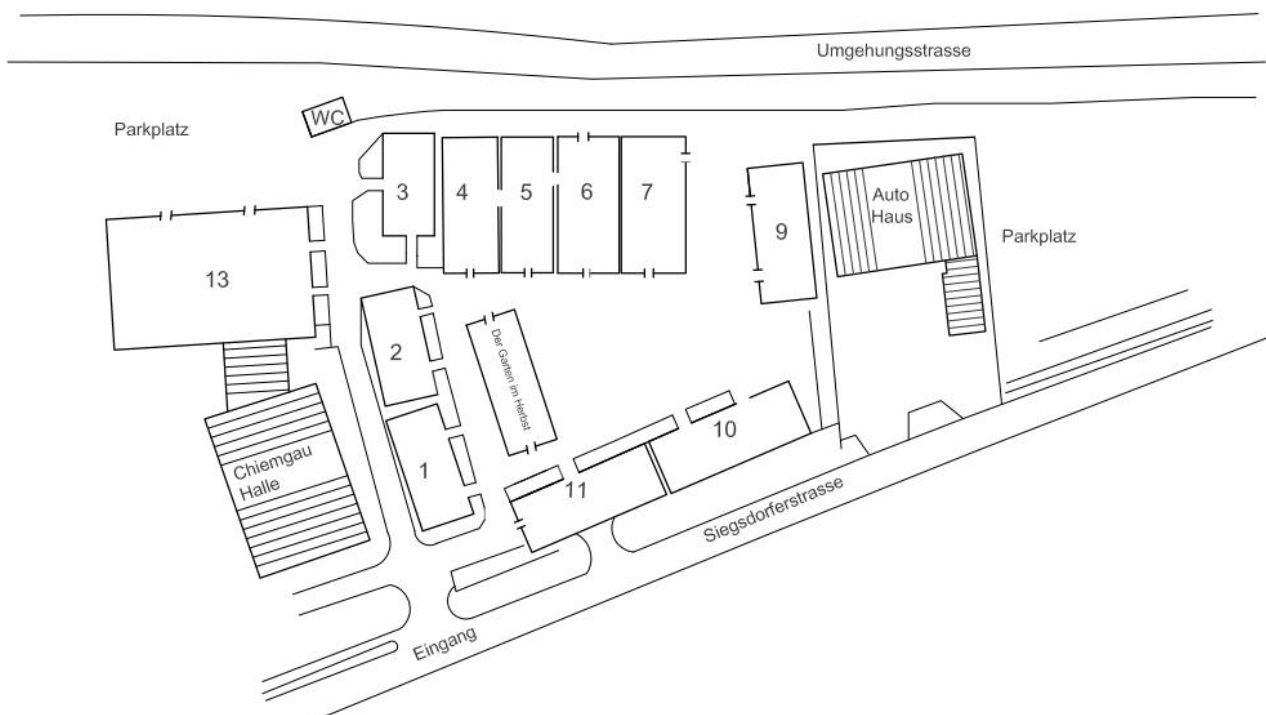 Umgehungsstrasse
WC
Parkplatz
3
4
5
6
7
9
Auto
Haus
Parkplatz
13
2
Der Garten im Herbst
1
10
11
Chiemgau
Halle
Siegsdorferstrasse
Eingang